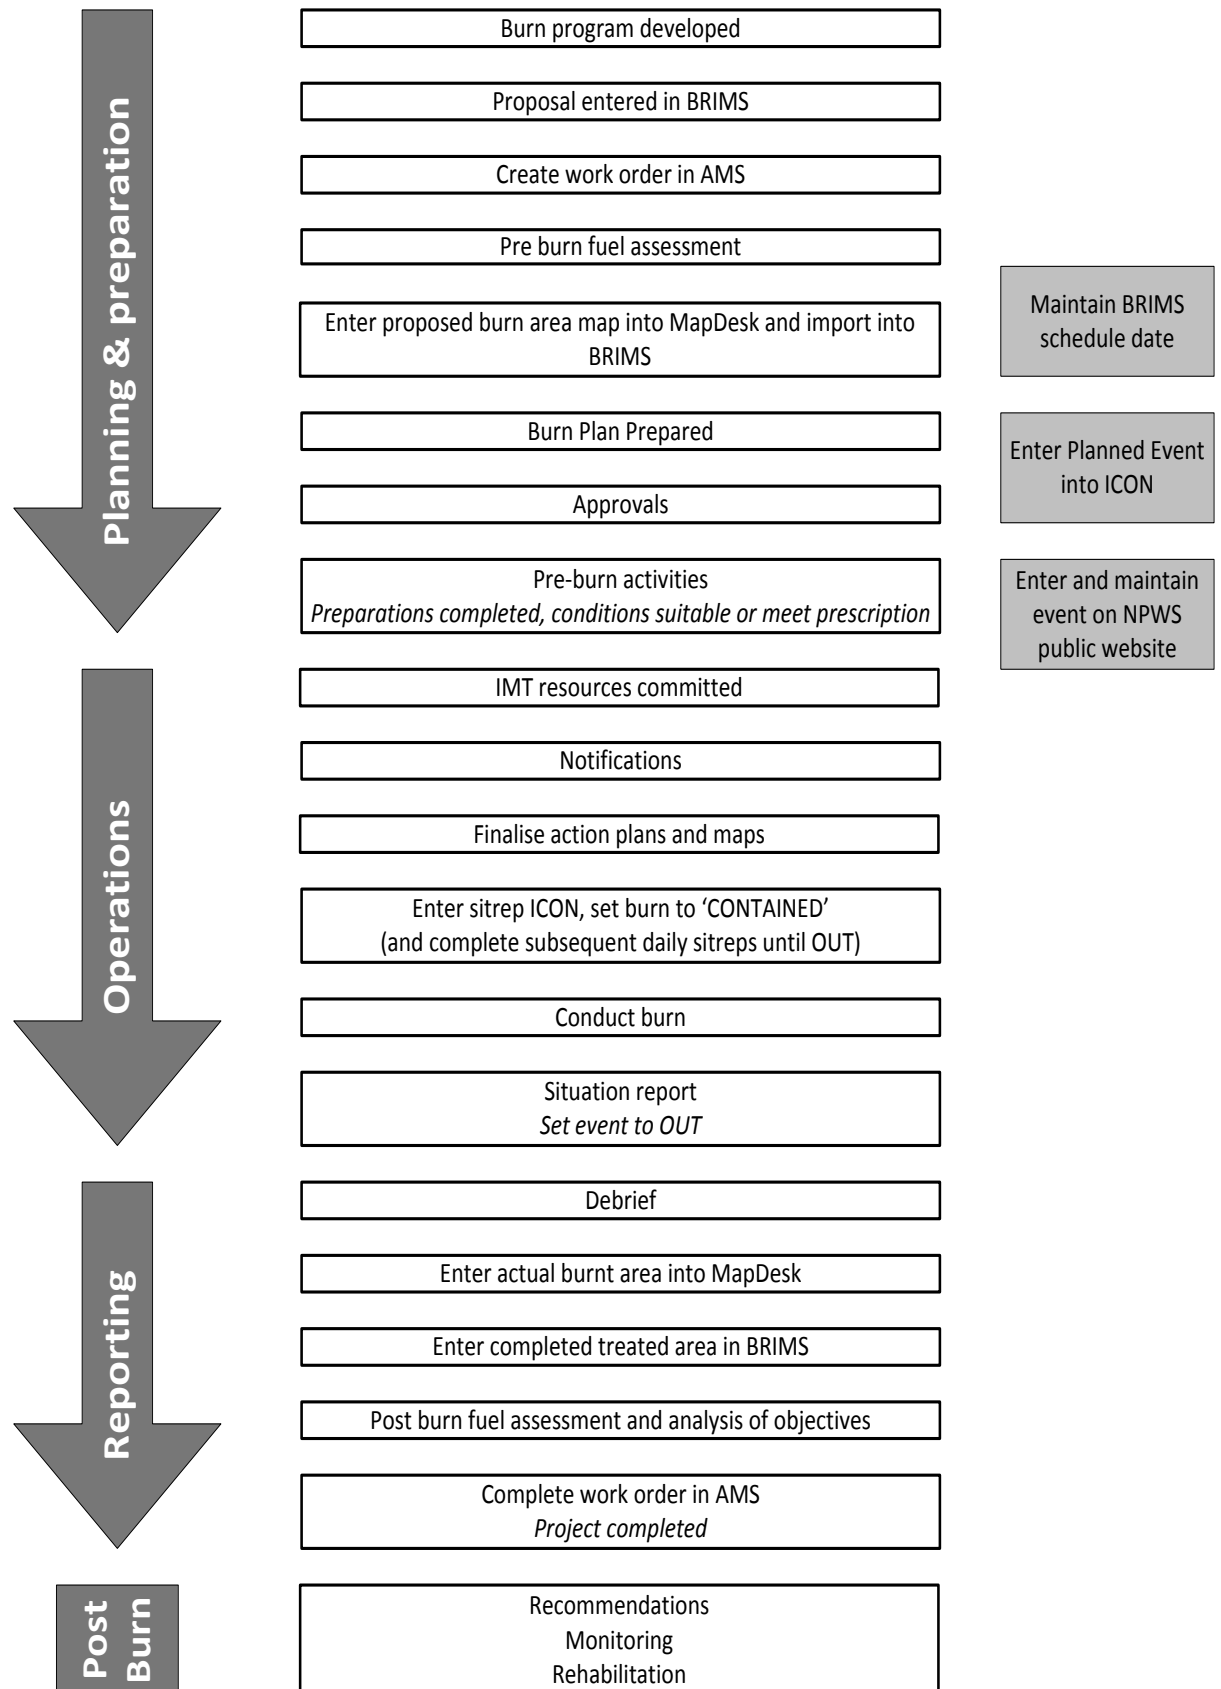 Planning & preparation
Burn program developed
Proposal entered in BRIMS
Create work order in AMS
Pre burn fuel assessment
Enter proposed burn area map into MapDesk and import into
BRIMS
Burn Plan Prepared
Approvals
Pre-burn activities
Preparations completed, conditions suitable or meet prescription
Maintain BRIMS
schedule date
Enter Planned Event
into ICON
Enter and maintain
event on NPWS
public website
Operations
IMT resources committed
Notifications
Finalise action plans and maps
Enter sitrep ICON, set burn to ‘CONTAINED’
(and complete subsequent daily sitreps until OUT)
Conduct burn
Situation report
Set event to OUT
Reporting
Debrief
Enter actual burnt area into MapDesk
Enter completed treated area in BRIMS
Post burn fuel assessment and analysis of objectives
Complete work order in AMS
Project completed
Post
Burn
Recommendations
Monitoring
Rehabilitation